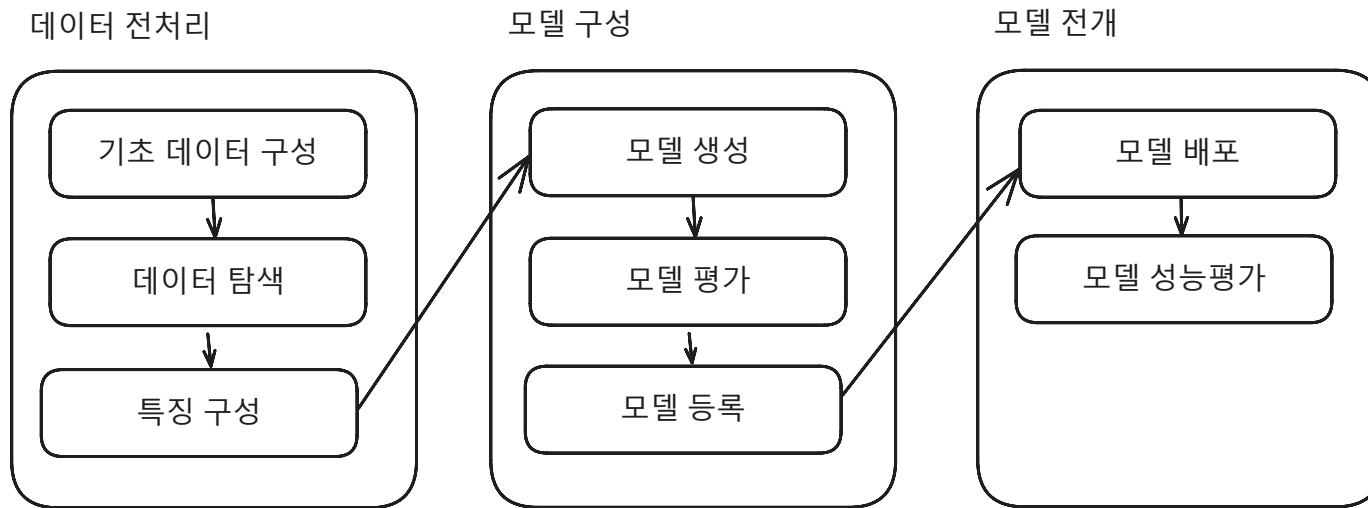 데이터 전처리
기초 데이터 구성
데이터 탐색
특징 구성
모델 구성
모델 생성
모델 평가
모델 등록
모델 전개
모델 배포
모델 성능평가